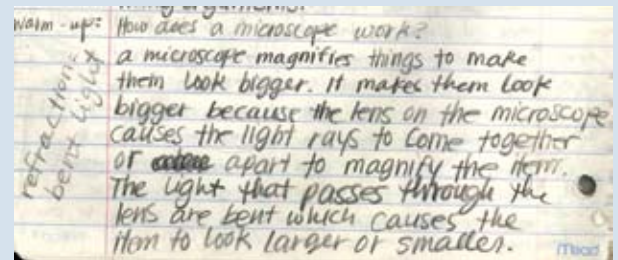 warm-up: How does a microscope work?
a microscope magnifies things to make
them look bigger. It makes them look
bigger because the lens on the microscope
causes the light rays to come together
or apart to magnify the item.
The light that passes through the
lens are bent which causes the
item to look larger or smaller.
refraction:
bent light
Mead